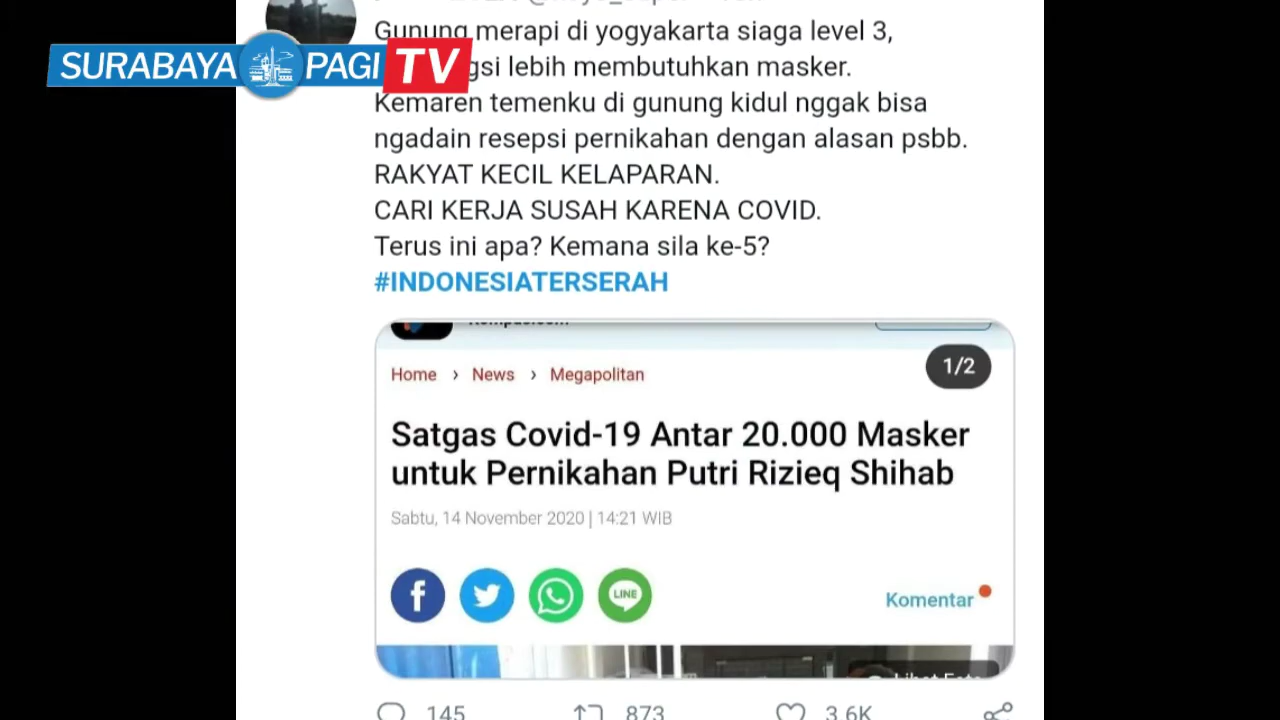 SURABAYA PAGI TV
Gunung merapi di yogyakarta siaga level 3,
lebih membutuhkan masker.
Kemaren temenku di gunung kidul nggak bisa
ngadain resepsi pernikahan dengan alasan psbb.
RAKYAT KECIL KELAPARAN.
CARI KERJA SUSAH KARENA COVID.
Terus ini apa? Kemana sila ke-5?
#INDONESIATERSERAH
1/2
Home > News > Megapolitan
Satgas Covid-19 Antar 20.000 Masker
untuk Pernikahan Putri Rizieq Shihab
Sabtu, 14 November 2020 | 14:21 WIB
LINE
Komentar
145 873 3.6K